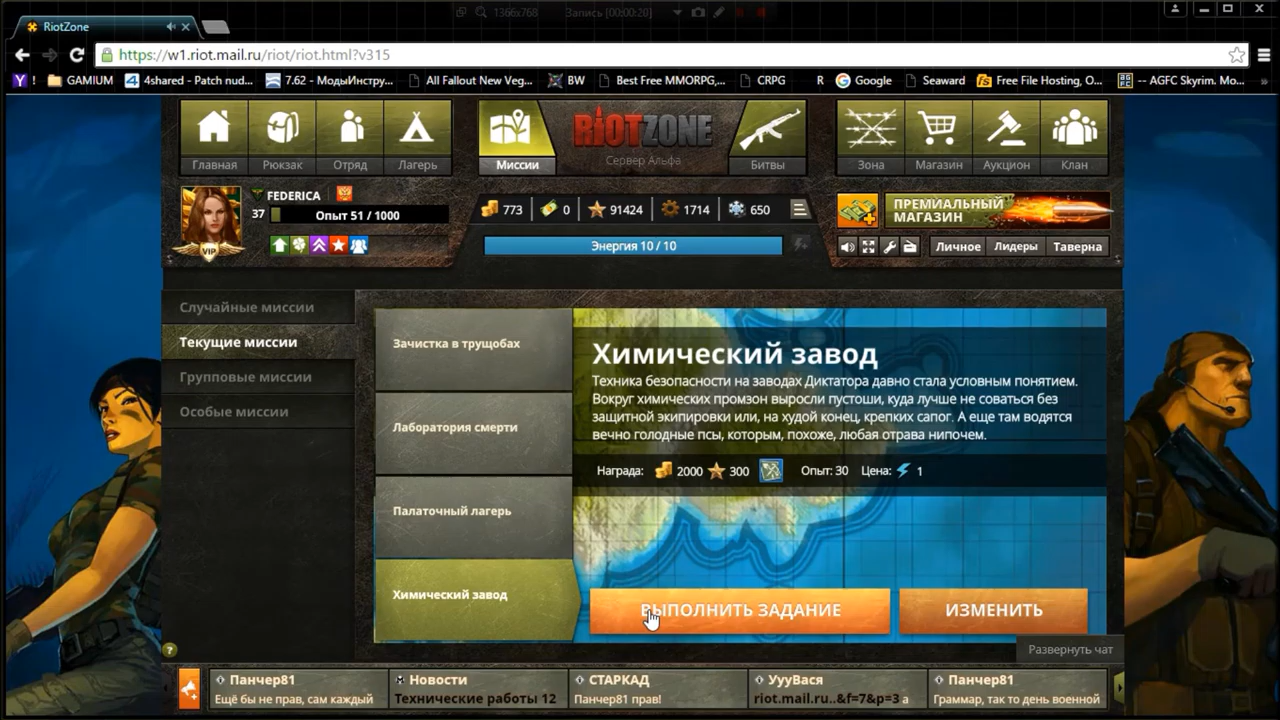 1366x768
Запись [00:00:20]
RiotZone
https://w1.riot.mail.ru/riot/riot.html?v315
Y ! GAMIUM 4shared - Patch nud... 7.62 - МодыИнстру... All Fallout New Veg... BW Best Free MMORPG,... CRPG R Google Seaward Free File Hosting, O... -- AGFC Skyrim. Mo... »
RIOTZONE
Сервер Альфа
Главная Рюкзак Отряд Лагерь Миссии Битвы Зона Магазин Аукцион Клан
FEDERICA
37 Опыт 51 / 1000
VIP
773 0 91424 1714 650
Энергия 10 / 10
ПРЕМИАЛЬНЫЙ
МАГАЗИН
Личное Лидеры Таверна
Случайные миссии
Текущие миссии
Групповые миссии
Особые миссии
Зачистка в трущобах
Лаборатория смерти
Палаточный лагерь
Химический завод
Химический завод
Техника безопасности на заводах Диктатора давно стала условным понятием.
Вокруг химических промзон выросли пустоши, куда лучше не соваться без
защитной экипировки или, на худой конец, крепких сапог. А еще там водятся
вечно голодные псы, которым, похоже, любая отрава нипочем.
Награда: 2000 300 Опыт: 30 Цена: 1
ВЫПОЛНИТЬ ЗАДАНИЕ
ИЗМЕНИТЬ
Развернуть чат
?
Панчер81
Ещё бы не прав, сам каждый
Новости
Технические работы 12
СТАРКАД
Панчер81 прав!
УууВася
riot.mail.ru..&f=7&p=3 а
Панчер81
Граммар, так то день военной